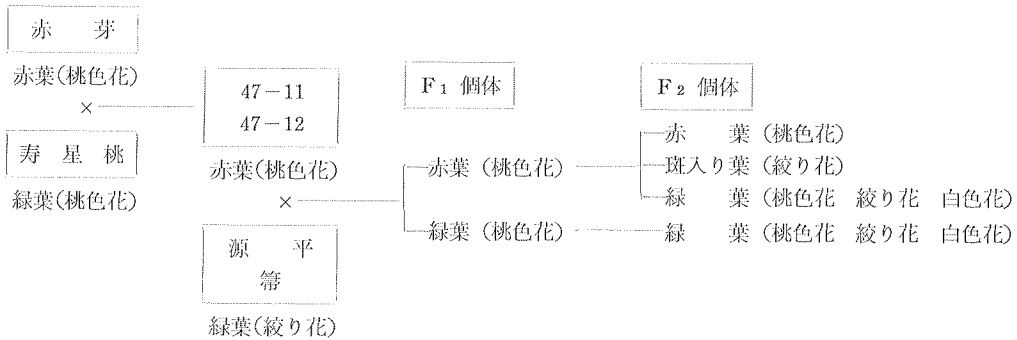 赤 芽
赤葉(桃色花)
×
寿 星 桃
緑葉(桃色花)
47-11
47-12
赤葉(桃色花)
×
源 平
箒
緑葉(絞り花)
F1 個体
赤葉 (桃色花)
緑葉 (桃色花)
F2 個体
赤 葉 (桃色花)
斑入り葉 (絞り花)
緑 葉 (桃色花 絞り花 白色花)
緑 葉 (桃色花 絞り花 白色花)